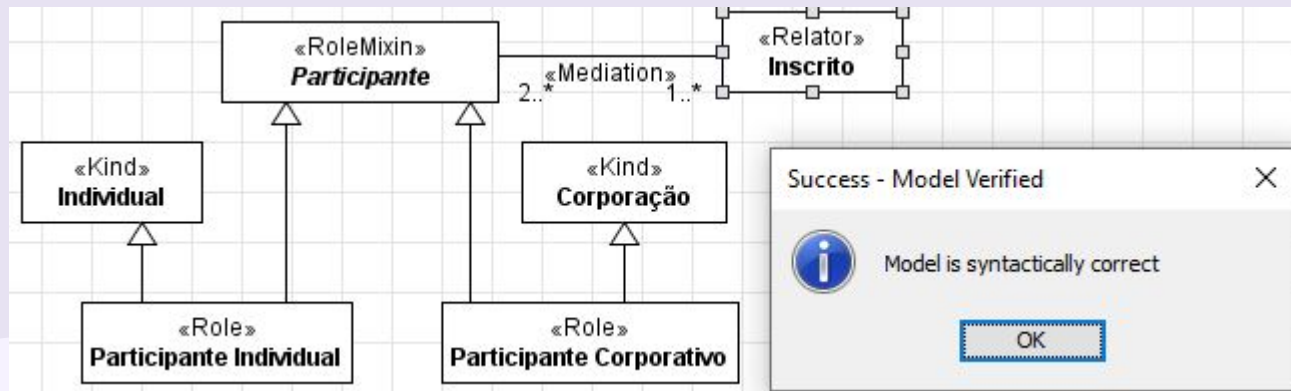 «RoleMixin»
Participante
«Mediation»
2..*
1..*
«Relator»
Inscrito
«Kind»
Individual
«Kind»
Corporação
«Role»
Participante Individual
«Role»
Participante Corporativo
Success - Model Verified
Model is syntactically correct
OK